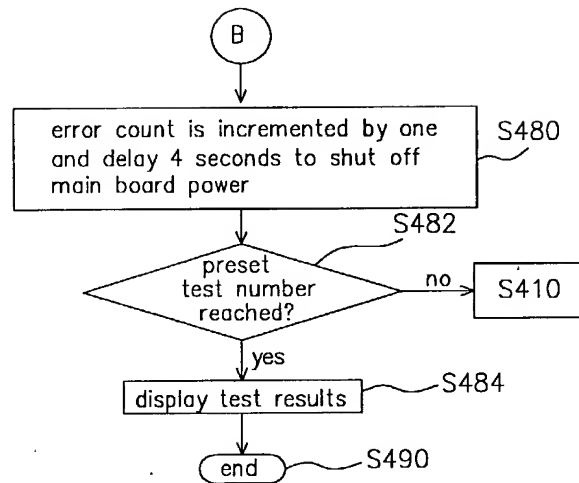 B
error count is incremented by one
and delay 4 seconds to shut off
main board power
S480
S482
preset
test number
reached?
no
S410
yes
display test results
S484
end
S490